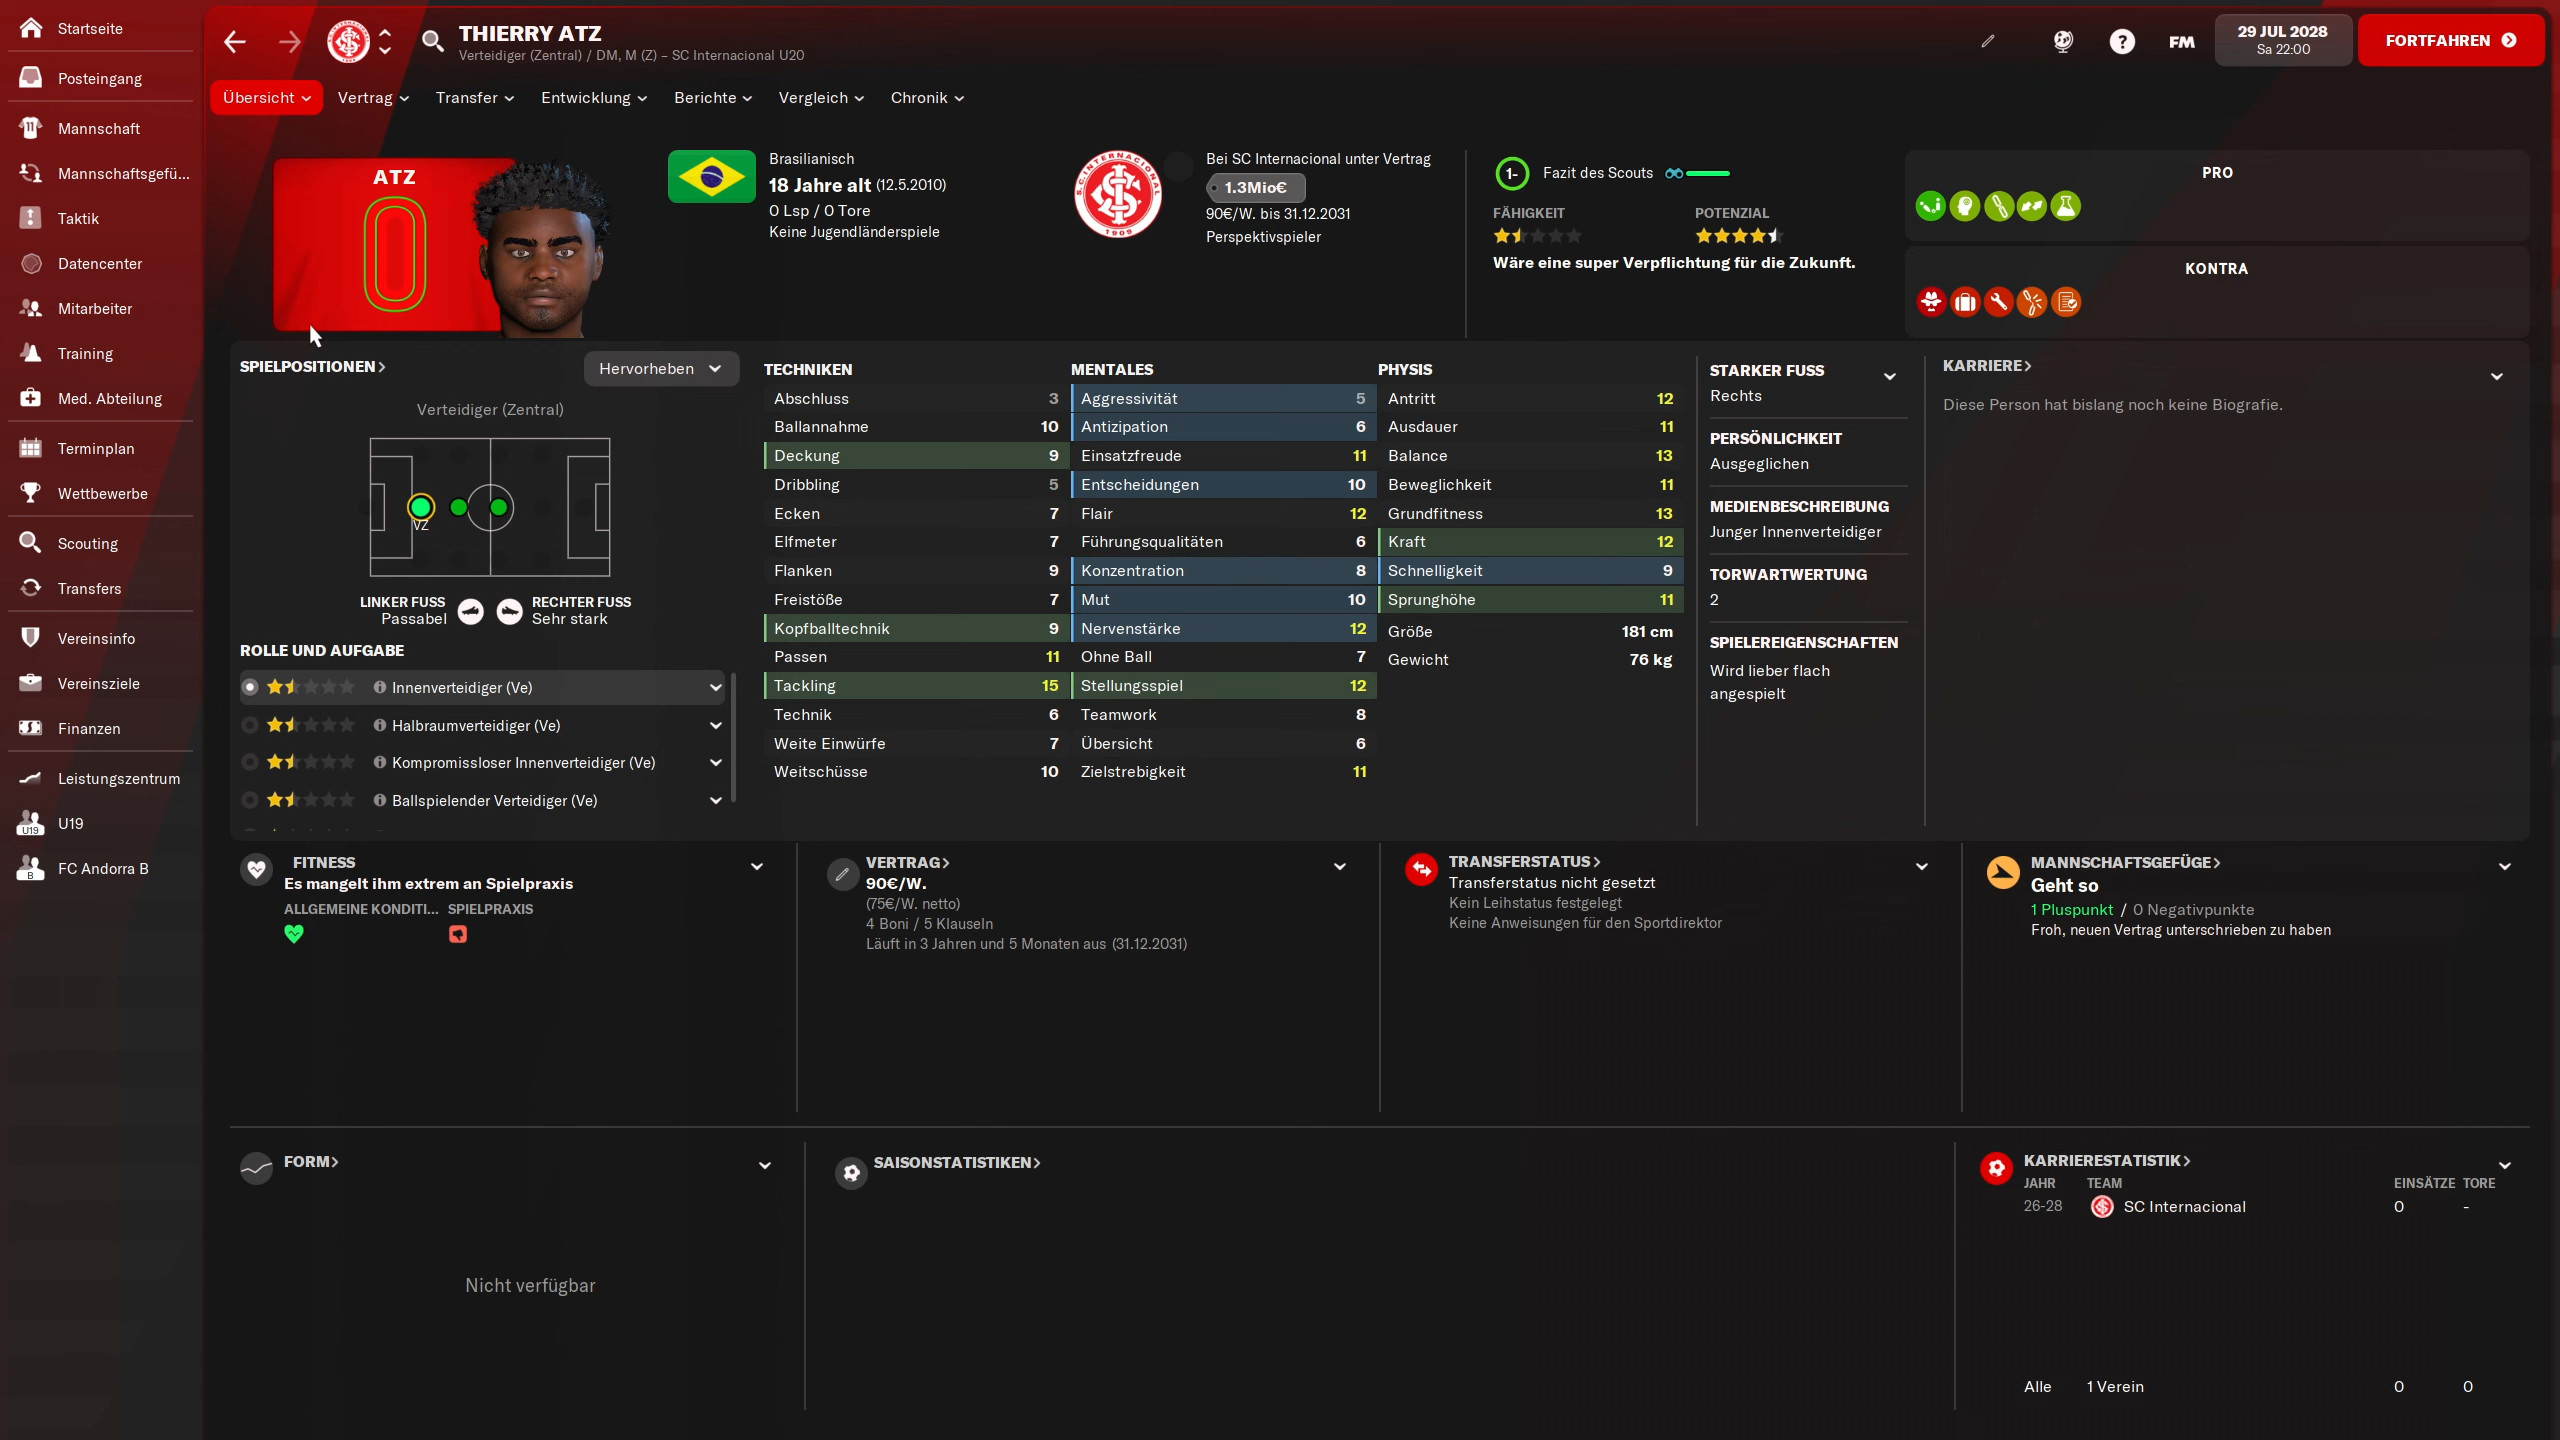 Startseite
Posteingang
Mannschaft
Mannschaftsgefü...
Taktik
Datencenter
Mitarbeiter
Training
Med. Abteilung
Terminplan
Wettbewerbe
Scouting
Transfers
Vereinsinfo
Vereinsziele
Finanzen
Leistungszentrum
U19
U19
FC Andorra B
B
THIERRY ATZ
Verteidiger (Zentral) / DM, M (Z) – SC Internacional U20
FM
29 JUL 2028
Sa 22:00
FORTFAHREN
Übersicht Vertrag Transfer Entwicklung Berichte Vergleich Chronik
ATZ
0
Brasilianisch
18 Jahre alt (12.5.2010)
0 Lsp / 0 Tore
Keine Jugendländerspiele
S.C. INTERNACIONAL
1909
Bei SC Internacional unter Vertrag
1.3Mio€
90€/W. bis 31.12.2031
Perspektivspieler
1- Fazit des Scouts
FÄHIGKEIT POTENZIAL
Wäre eine super Verpflichtung für die Zukunft.
PRO
KONTRA
SPIELPOSITIONEN
Hervorheben
Verteidiger (Zentral)
VZ
LINKER FUSS
Passabel
RECHTER FUSS
Sehr stark
ROLLE UND AUFGABE
Innenverteidiger (Ve)
Halbraumverteidiger (Ve)
Kompromissloser Innenverteidiger (Ve)
Ballspielender Verteidiger (Ve)
TECHNIKEN
Abschluss 3
Ballannahme 10
Deckung 9
Dribbling 5
Ecken 7
Elfmeter 7
Flanken 9
Freistöße 7
Kopfballtechnik 9
Passen 11
Tackling 15
Technik 6
Weite Einwürfe 7
Weitschüsse 10
MENTALES
Aggressivität 5
Antizipation 6
Einsatzfreude 11
Entscheidungen 10
Flair 12
Führungsqualitäten 6
Konzentration 8
Mut 10
Nervenstärke 12
Ohne Ball 7
Stellungsspiel 12
Teamwork 8
Übersicht 6
Zielstrebigkeit 11
PHYSIS
Antritt 12
Ausdauer 11
Balance 13
Beweglichkeit 11
Grundfitness 13
Kraft 12
Schnelligkeit 9
Sprunghöhe 11
Größe 181 cm
Gewicht 76 kg
STARKER FUSS
Rechts
PERSÖNLICHKEIT
Ausgeglichen
MEDIENBESCHREIBUNG
Junger Innenverteidiger
TORWARTWERTUNG
2
SPIELEREIGENSCHAFTEN
Wird lieber flach
angespielt
KARRIERE
Diese Person hat bislang noch keine Biografie.
FITNESS
Es mangelt ihm extrem an Spielpraxis
ALLGEMEINE KONDITI... SPIELPRAXIS
VERTRAG
90€/W.
(75€/W. netto)
4 Boni / 5 Klauseln
Läuft in 3 Jahren und 5 Monaten aus (31.12.2031)
TRANSFERSTATUS
Transferstatus nicht gesetzt
Kein Leihstatus festgelegt
Keine Anweisungen für den Sportdirektor
MANNSCHAFTSGEFÜGE
Geht so
1 Pluspunkt / 0 Negativpunkte
Froh, neuen Vertrag unterschrieben zu haben
FORM
Nicht verfügbar
SAISONSTATISTIKEN
KARRIERESTATISTIK
JAHR TEAM EINSÄTZE TORE
26-28 SC Internacional 0 -
Alle 1 Verein 0 0